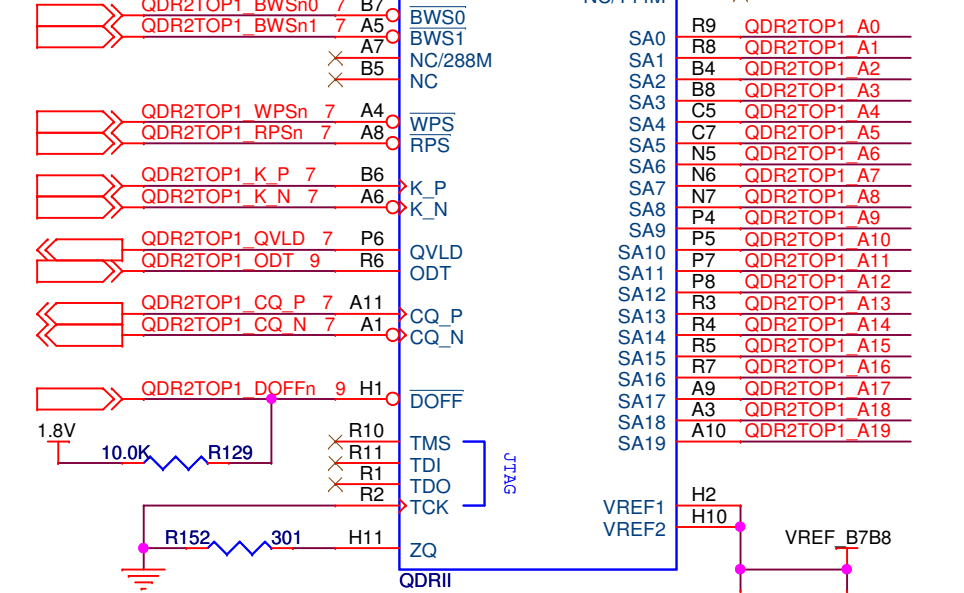 QDR2TOP1_BWSn0 7 B7 BWS0
QDR2TOP1_BWSn1 7 A5 BWS1
A7 NC/288M
B5 NC
QDR2TOP1_WPSn 7 A4 WPS
QDR2TOP1_RPSn 7 A8 RPS
QDR2TOP1_K_P 7 B6 K_P
QDR2TOP1_K_N 7 A6 K_N
QDR2TOP1_QVLD 7 P6 QVLD
QDR2TOP1_ODT 9 R6 ODT
QDR2TOP1_CQ_P 7 A11 CQ_P
QDR2TOP1_CQ_N 7 A1 CQ_N
QDR2TOP1_DOFFn 9 H1 DOFF
1.8V
10.0K R129
R10 TMS
R11 TDI
R1 TDO
R2 TCK
JTAG
R152 301 H11 ZQ
QDRII
SA0 R9 QDR2TOP1_A0
SA1 R8 QDR2TOP1_A1
SA2 B4 QDR2TOP1_A2
SA3 B8 QDR2TOP1_A3
SA4 C5 QDR2TOP1_A4
SA5 C7 QDR2TOP1_A5
SA6 N5 QDR2TOP1_A6
SA7 N6 QDR2TOP1_A7
SA8 N7 QDR2TOP1_A8
SA9 P4 QDR2TOP1_A9
SA10 P5 QDR2TOP1_A10
SA11 P7 QDR2TOP1_A11
SA12 P8 QDR2TOP1_A12
SA13 R3 QDR2TOP1_A13
SA14 R4 QDR2TOP1_A14
SA15 R5 QDR2TOP1_A15
SA16 R7 QDR2TOP1_A16
SA17 A9 QDR2TOP1_A17
SA18 A3 QDR2TOP1_A18
SA19 A10 QDR2TOP1_A19
VREF1 H2
VREF2 H10
VREF_B7B8